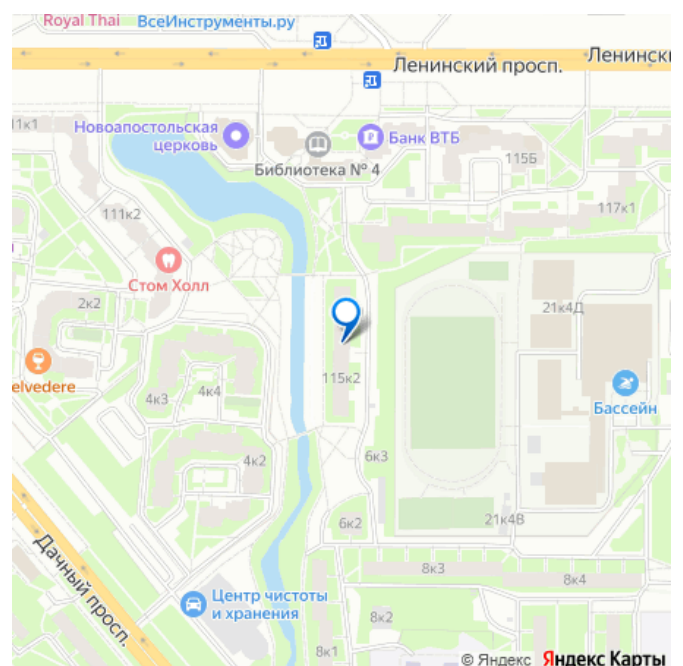 Royal Thai
ВсеИнструменты.ру
Ленинский просп.
Ленинск
Новоапостольская
церковь
Библиотека № 4
Банк ВТБ
115Б
11к1
111к2
117к1
Стом Холл
2к2
21к4Д
elvedere
4к3
4к4
115к2
Бассейн
4к2
6к3
6к2
21к4В
Дачный просп.
8к3
8к4
Центр чистоты
и хранения
8к2
8к1
© Яндекс Яндекс Карты